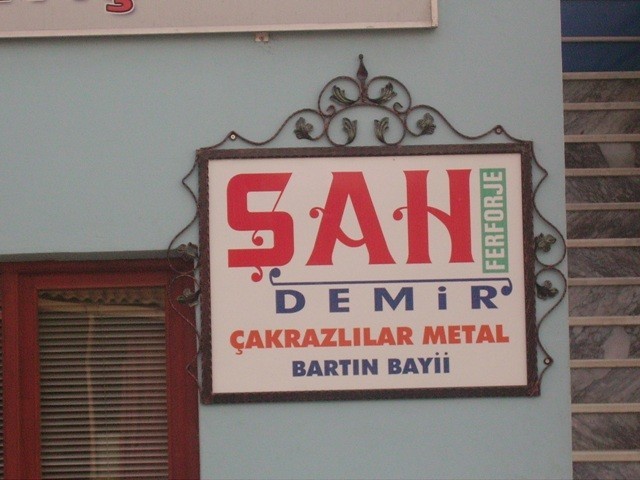 ŞAH FERFORJE
DEMİR
ÇAKRAZLILAR METAL
BARTIN BAYİİ